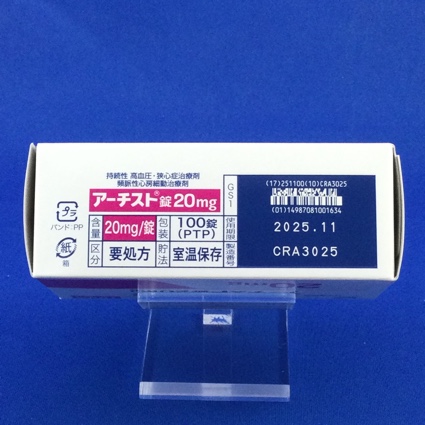 持続性 高血圧・狭心症治療剤
頻脈性心房細動治療剤
アーチスト®錠20mg
含量 20mg/錠 包装 100錠(PTP)
区分 要処方 貯法 室温保存
プラ
バンド:PP
紙
箱
GS1
(17)251100(10)CRA3025
(01)14987081001634
使用期限 2025.11
製造番号 CRA3025